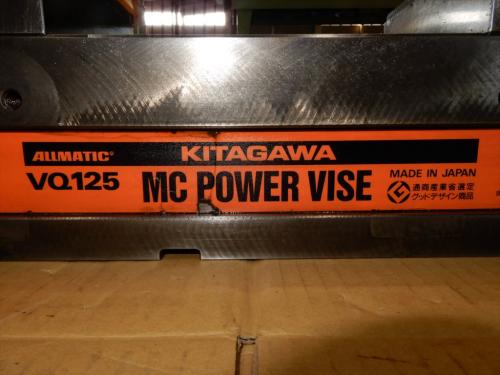 ALLMATIC® KITAGAWA
VQ125 MC POWER VISE
MADE IN JAPAN
通商産業省選定
グッドデザイン商品